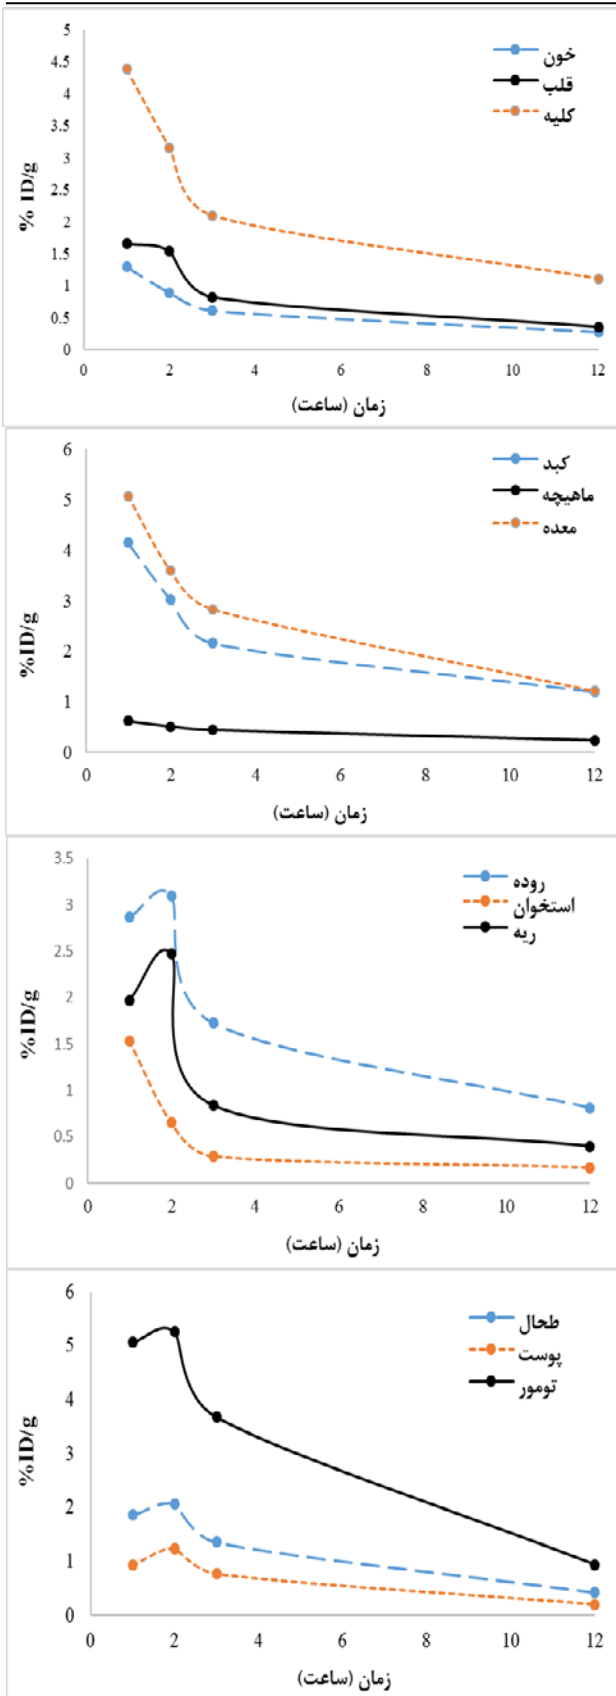 5
4.5
4
3.5
3
2.5
2
1.5
1
0.5
0
% ID/g
خون
قلب
کلیه
0 2 4 6 8 10 12
زمان (ساعت)
6
5
4
3
2
1
0
%ID/g
کبد
ماهیچه
معده
0 2 4 6 8 10 12
زمان (ساعت)
3.5
3
2.5
2
1.5
1
0.5
0
%ID/g
روده
استخوان
ریه
0 2 4 6 8 10 12
زمان (ساعت)
6
5
4
3
2
1
0
%ID/g
طحال
پوست
تومور
0 2 4 6 8 10 12
زمان (ساعت)